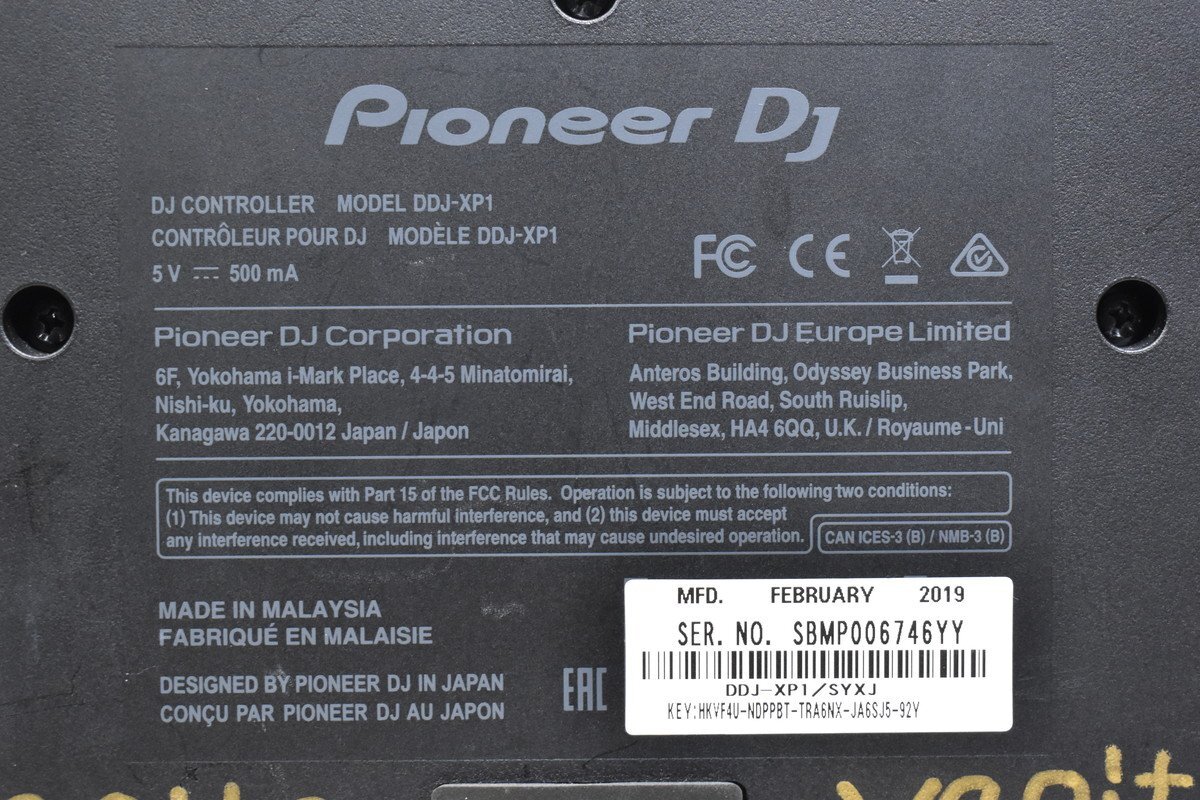 Pioneer DJ
DJ CONTROLLER MODEL DDJ-XP1
CONTRÔLEUR POUR DJ MODÈLE DDJ-XP1
5 V ⎓ 500 mA
FC CE
Pioneer DJ Corporation
6F, Yokohama i-Mark Place, 4-4-5 Minatomirai,
Nishi-ku, Yokohama,
Kanagawa 220-0012 Japan / Japon
Pioneer DJ Europe Limited
Anteros Building, Odyssey Business Park,
West End Road, South Ruislip,
Middlesex, HA4 6QQ, U.K. / Royaume-Uni
This device complies with Part 15 of the FCC Rules. Operation is subject to the following two conditions:
(1) This device may not cause harmful interference, and (2) this device must accept
any interference received, including interference that may cause undesired operation.
CAN ICES-3 (B) / NMB-3 (B)
MADE IN MALAYSIA
FABRIQUÉ EN MALAISIE
DESIGNED BY PIONEER DJ IN JAPAN
CONÇU PAR PIONEER DJ AU JAPON
EAC
MFD. FEBRUARY 2019
SER. NO. SBMP006746YY
DDJ-XP1/SYXJ
KEY:HKVF4U-NDPPBT-TRA6NX-JA6SJ5-92Y